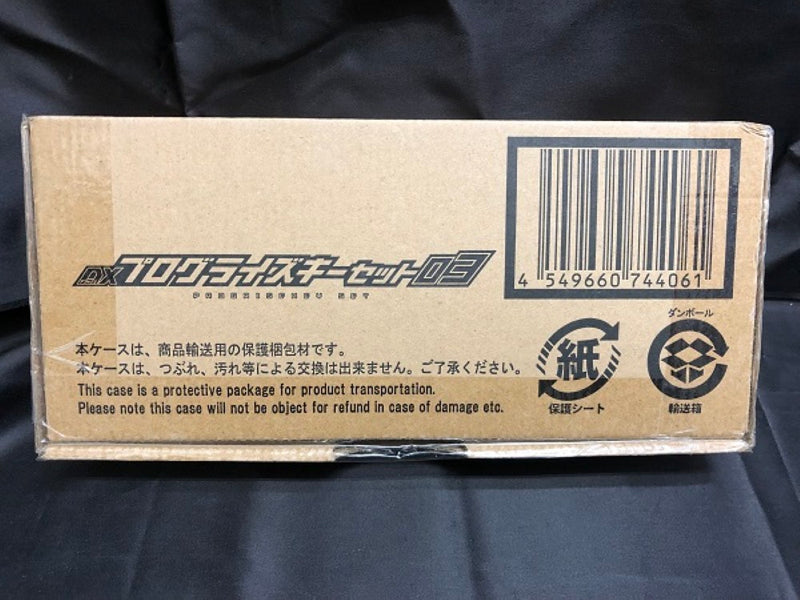 DXプログライズキーセット03
PROGRISEKEY SET
4 549660 744061
本ケースは、商品輸送用の保護梱包材です。
本ケースは、つぶれ、汚れ等による交換は出来ません。ご了承ください。
This case is a protective package for product transportation.
Please note this case will not be object for refund in case of damage etc.
紙
保護シート
ダンボール
輸送箱